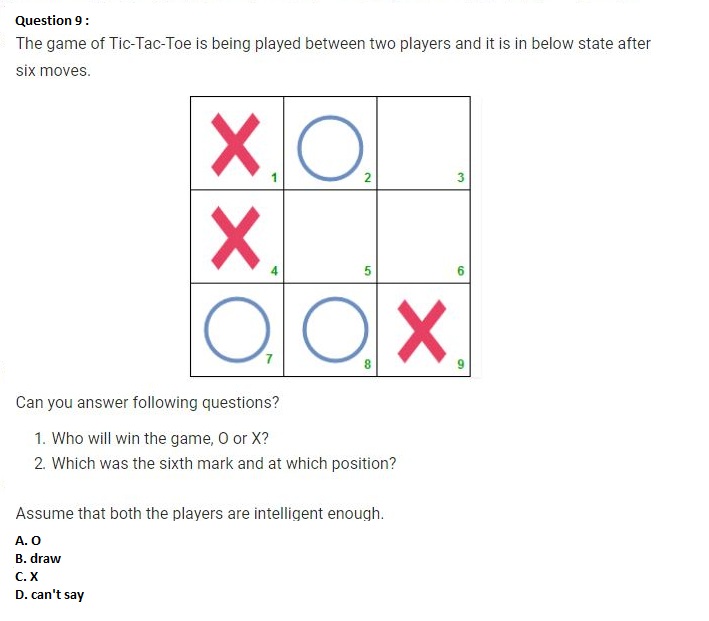 Question 9 :
The game of Tic-Tac-Toe is being played between two players and it is in below state after
six moves.
X 1 O 2 3
X 4 5 6
O 7 O 8 X 9
Can you answer following questions?
1. Who will win the game, O or X?
2. Which was the sixth mark and at which position?
Assume that both the players are intelligent enough.
A. O
B. draw
C. X
D. can't say